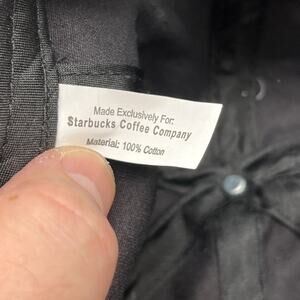 Made Exclusively For:
Starbucks Coffee Company
Material: 100% Cotton